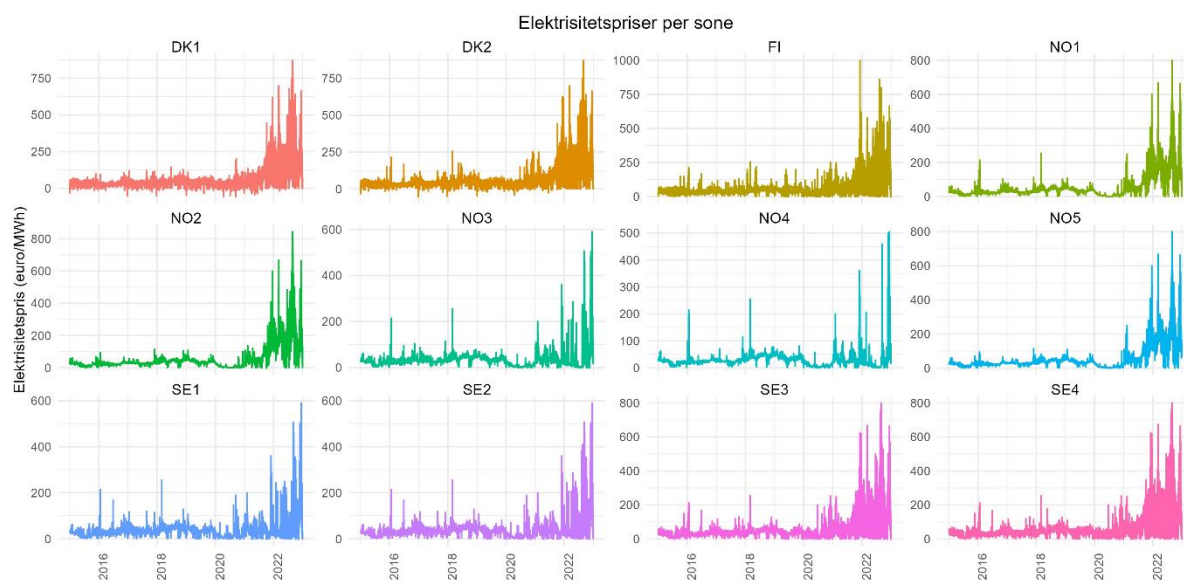 Elektrisitetspriser per sone
DK1 DK2 FI NO1
750 500 250 0
750 500 250 0
1000 750 500 250 0
800 600 400 200 0
Elektrisitetspris (euro/MWh)
NO2 NO3 NO4 NO5
800 600 400 200 0
600 400 200 0
500 400 300 200 100 0
800 600 400 200 0
SE1 SE2 SE3 SE4
600 400 200 0
600 400 200 0
800 600 400 200 0
800 600 400 200 0
2016 2018 2020 2022
2016 2018 2020 2022
2016 2018 2020 2022
2016 2018 2020 2022